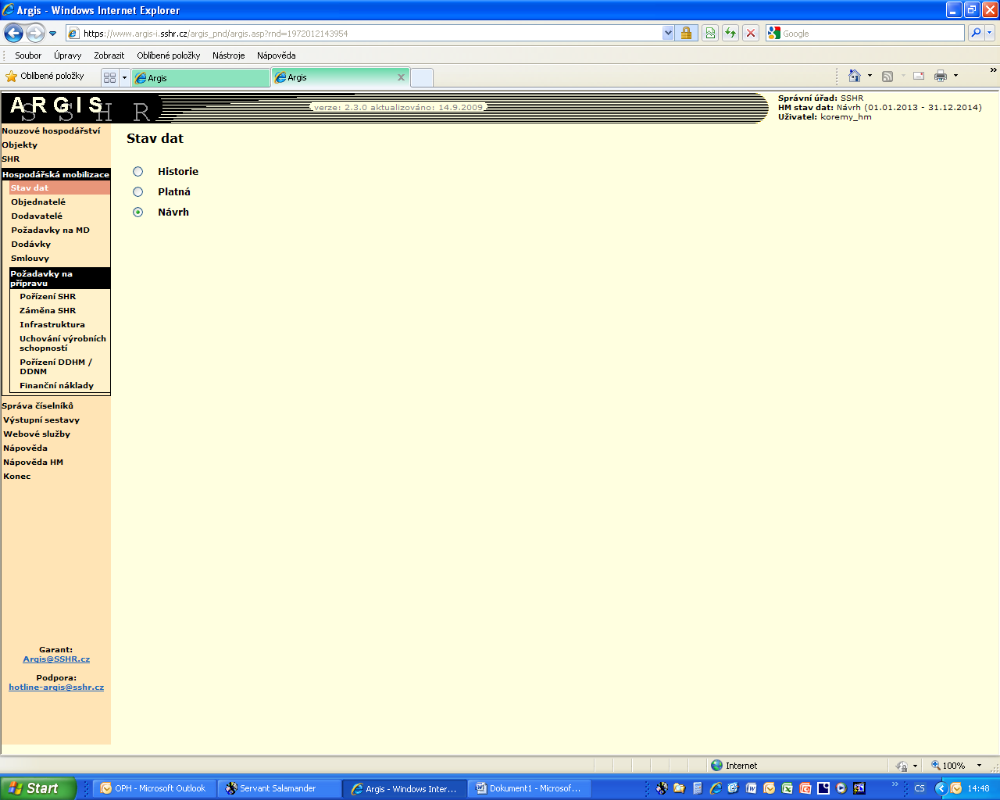 Argis - Windows Internet Explorer
https://www.argis-i.sshr.cz/argis_pnd/argis.asp?rnd=1972012143954
Google
Soubor Úpravy Zobrazit Oblíbené položky Nástroje Nápověda
Oblíbené položky
Argis
Argis
ARGIS
SSHR
verze: 2.3.0 aktualizováno: 14.9.2009
Správní úřad: SSHR
HM stav dat: Návrh (01.01.2013 - 31.12.2014)
Uživatel: koremy_hm
Nouzové hospodářství
Objekty
SHR
Hospodářská mobilizace
Stav dat
Objednatelé
Dodavatelé
Požadavky na MD
Dodávky
Smlouvy
Požadavky na
přípravu
Pořízení SHR
Záměna SHR
Infrastruktura
Uchování výrobních
schopností
Pořízení DDHM /
DDNM
Finanční náklady
Správa číselníků
Výstupní sestavy
Webové služby
Nápověda
Nápověda HM
Konec
Garant:
Argis@SSHR.cz
Podpora:
hotline-argis@sshr.cz
Stav dat
Historie
Platná
Návrh
Internet
100%
Start
OPH - Microsoft Outlook
Servant Salamander
Argis - Windows Inter...
Dokument1 - Microsof...
CS
14:48